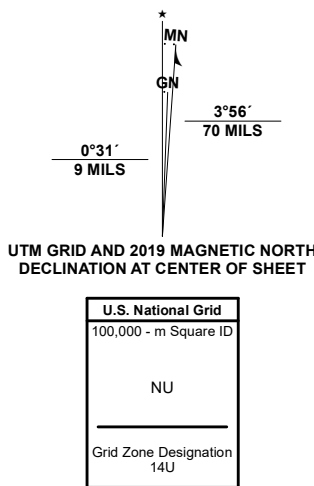 MN
GN
3°56´
70 MILS
0°31´
9 MILS
UTM GRID AND 2019 MAGNETIC NORTH
DECLINATION AT CENTER OF SHEET
U.S. National Grid
100,000 - m Square ID
NU
Grid Zone Designation
14U